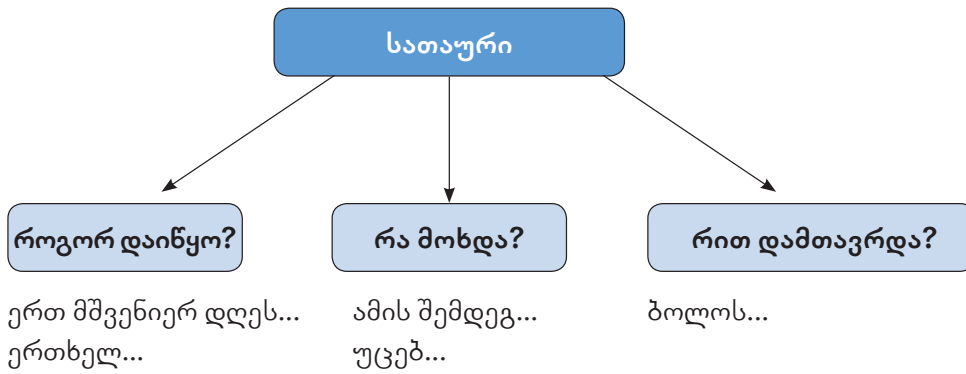 სათაური
როგორ დაიწყო?
რა მოხდა?
რით დამთავრდა?
ერთ მშვენიერ დღეს...
ერთხელ...
ამის შემდეგ...
უცებ...
ბოლოს...